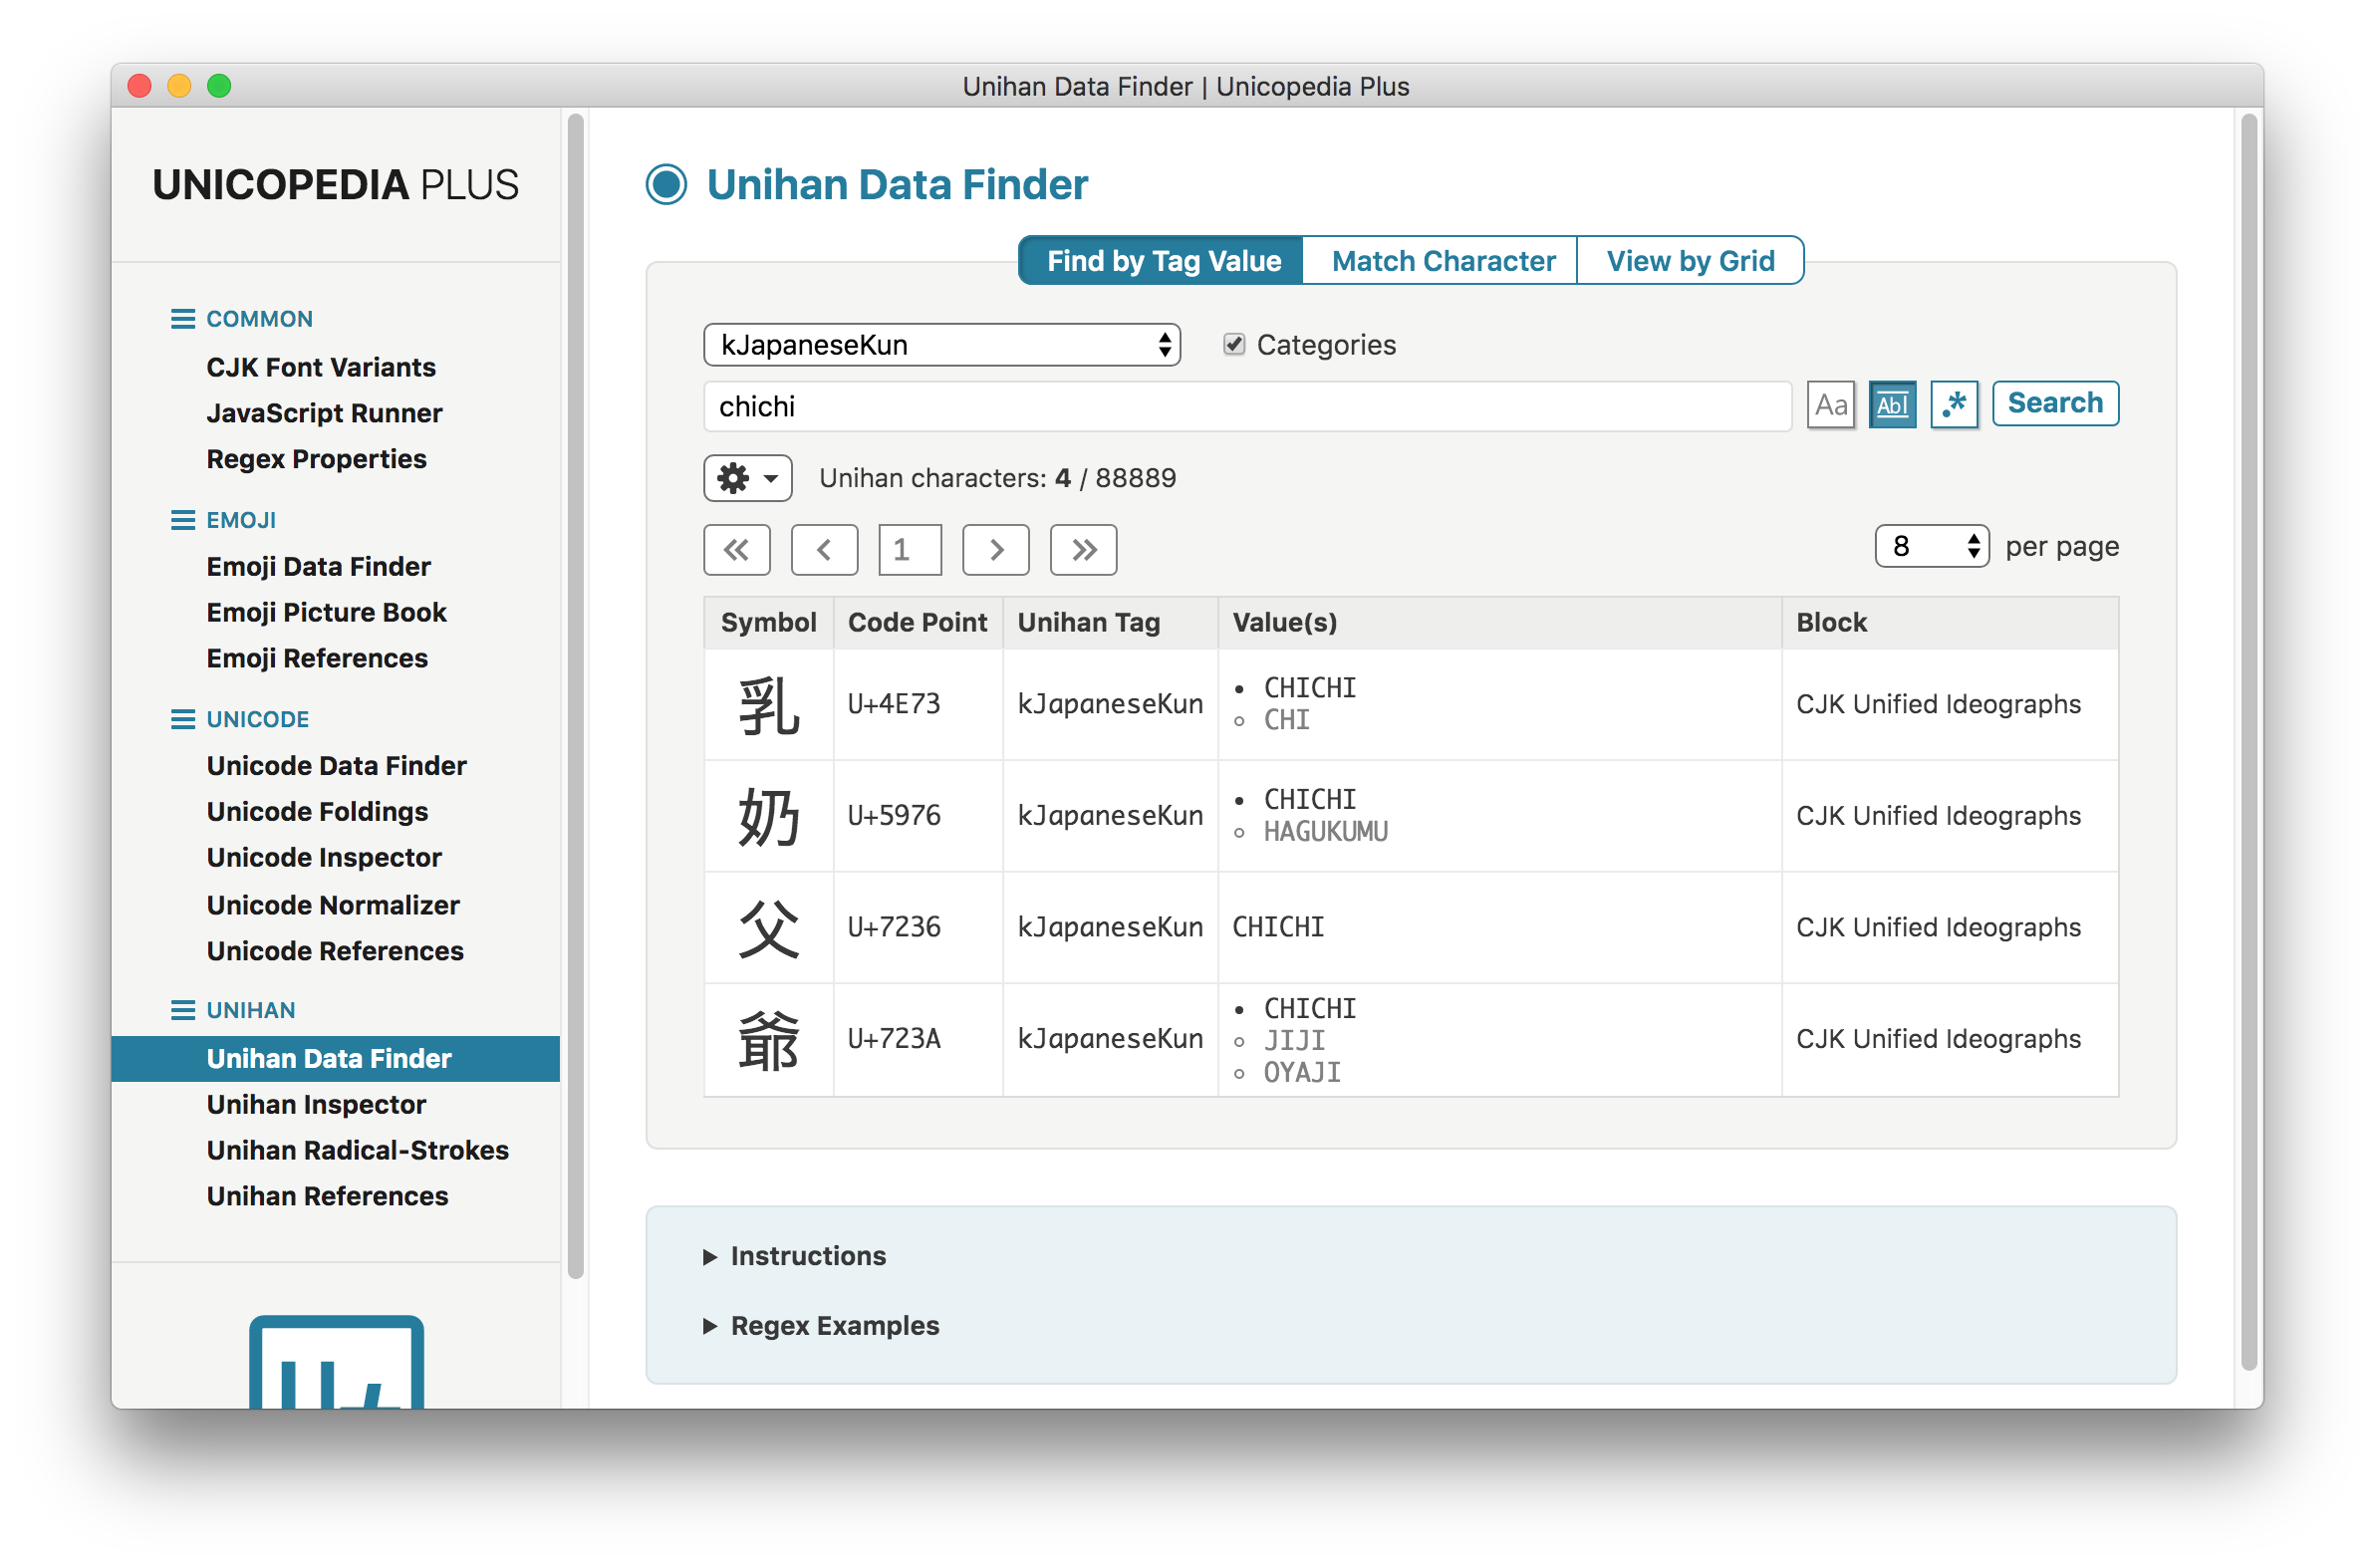 Unihan Data Finder | Unicopedia Plus
UNICOPEDIA PLUS
COMMON
CJK Font Variants
JavaScript Runner
Regex Properties
EMOJI
Emoji Data Finder
Emoji Picture Book
Emoji References
UNICODE
Unicode Data Finder
Unicode Foldings
Unicode Inspector
Unicode Normalizer
Unicode References
UNIHAN
Unihan Data Finder
Unihan Inspector
Unihan Radical-Strokes
Unihan References
U+
Unihan Data Finder
Find by Tag Value Match Character View by Grid
kJapaneseKun Categories
chichi Aa Ab| .* Search
Unihan characters: 4 / 88889
1 8 per page
Symbol Code Point Unihan Tag Value(s) Block
乳 U+4E73 kJapaneseKun • CHICHI CJK Unified Ideographs
◦ CHI
奶 U+5976 kJapaneseKun • CHICHI CJK Unified Ideographs
◦ HAGUKUMU
父 U+7236 kJapaneseKun CHICHI CJK Unified Ideographs
爺 U+723A kJapaneseKun • CHICHI CJK Unified Ideographs
◦ JIJI
◦ OYAJI
Instructions
Regex Examples